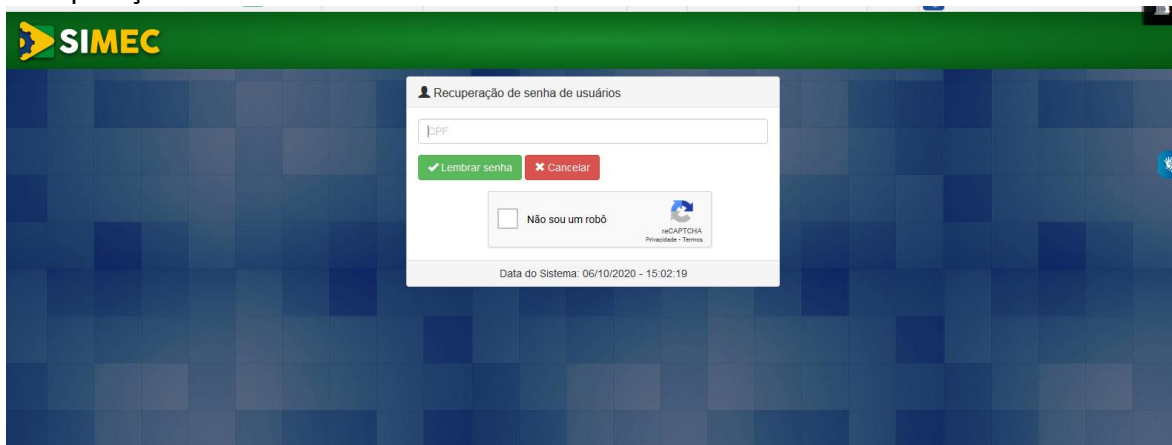 SIMEC
Recuperação de senha de usuários
CPF
Lembrar senha Cancelar
Não sou um robô
reCAPTCHA
Privacidade - Termos
Data do Sistema: 06/10/2020 - 15:02:19